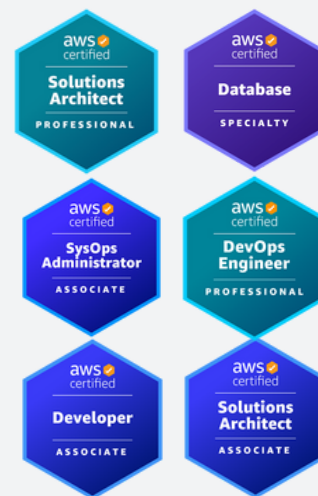 aws
certified
Solutions
Architect
PROFESSIONAL
aws
certified
Database
SPECIALTY
aws
certified
SysOps
Administrator
ASSOCIATE
aws
certified
DevOps
Engineer
PROFESSIONAL
aws
certified
Developer
ASSOCIATE
aws
certified
Solutions
Architect
ASSOCIATE